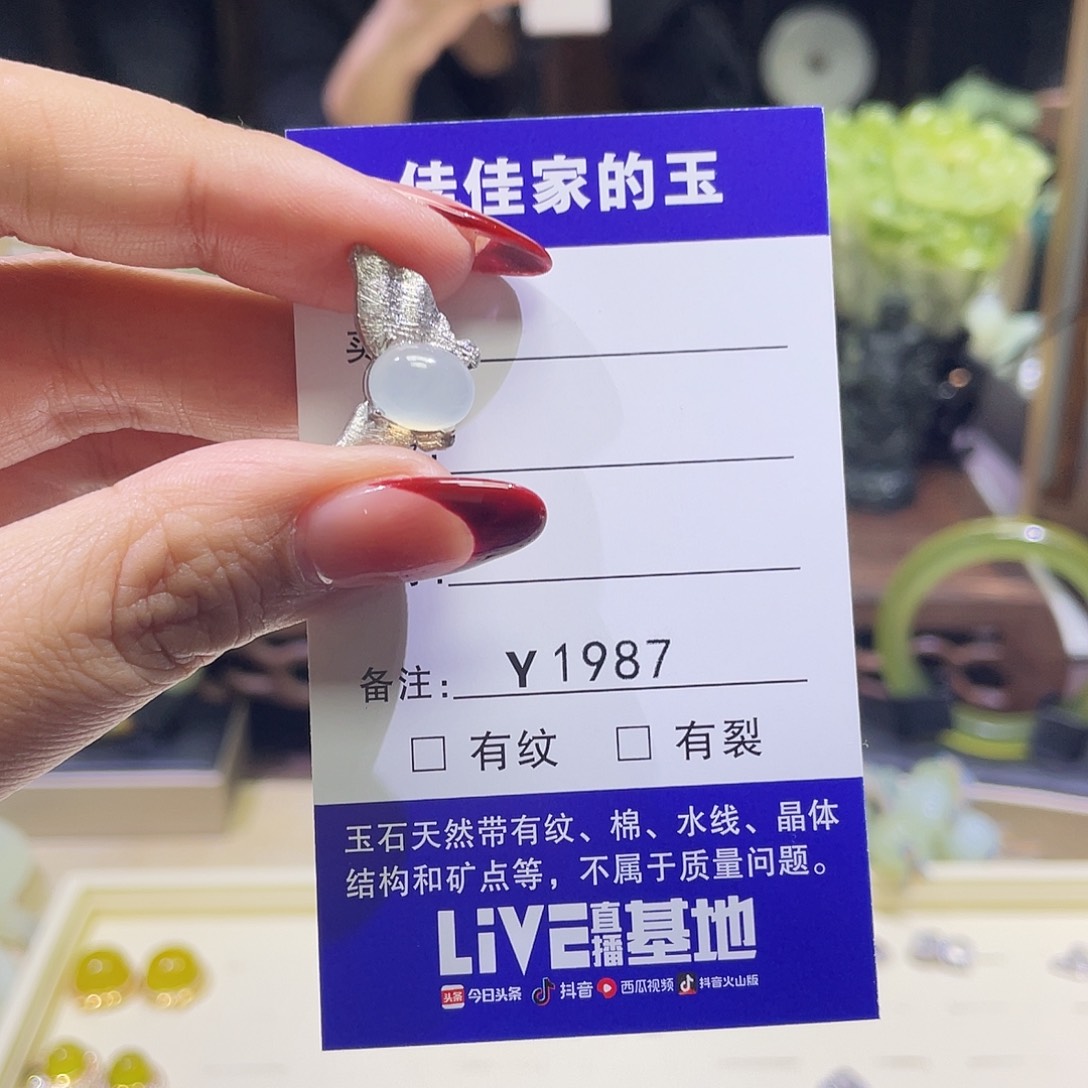 佳佳家的玉
备注: Y1987
□ 有纹 □ 有裂
玉石天然带有纹、棉、水线、晶体
结构和矿点等，不属于质量问题。
LiVE直播基地
头条 今日头条 抖音 西瓜视频 抖音火山版